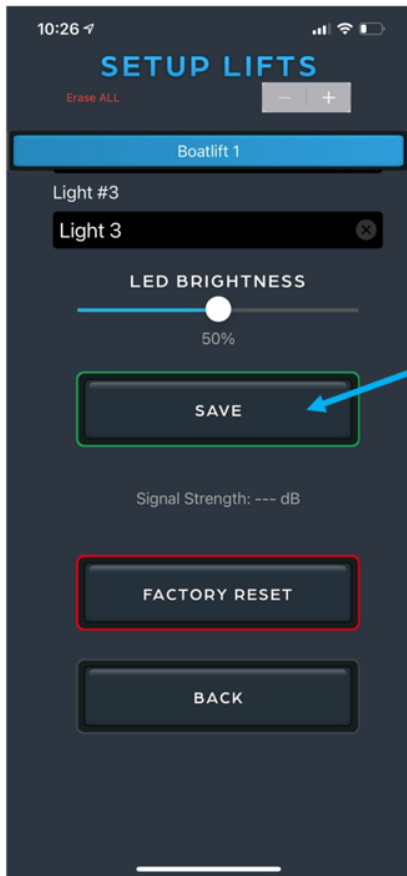 10:26
SETUP LIFTS
Erase ALL
− +
Boatlift 1
Light #3
Light 3
LED BRIGHTNESS
50%
SAVE
Signal Strength: --- dB
FACTORY RESET
BACK